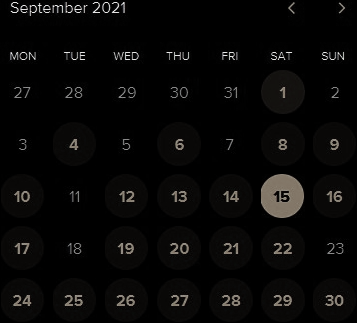 September 2021
MON TUE WED THU FRI SAT SUN
27 28 29 30 31 1 2
3 4 5 6 7 8 9
10 11 12 13 14 15 16
17 18 19 20 21 22 23
24 25 26 27 28 29 30